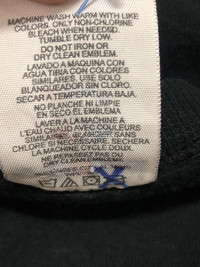 MACHINE WASH WARM WITH LIKE
COLORS. ONLY NON-CHLORINE
BLEACH WHEN NEEDED.
TUMBLE DRY LOW.
DO NOT IRON OR
DRY CLEAN EMBLEM.
LAVADO A MAQUINA CON
AGUA TIBIA CON COLORES
SIMILARES. USE SOLO
BLANQUEADOR SIN CLORO.
SECAR A TEMPERATURA BAJA.
NO PLANCHE NI LIMPIE
EN SECO EL EMBLEMA
LAVER A LA MACHINE A
L'EAU CHAUD AVEC COULEURS
SIMILAIRES. SANS
CHLORE SI NECESSAIRE. SECHERA
LA MACHINE CYCLE DOUX.
NE REPASSEZ PAS OU
DRY CLEAN EMBLEME